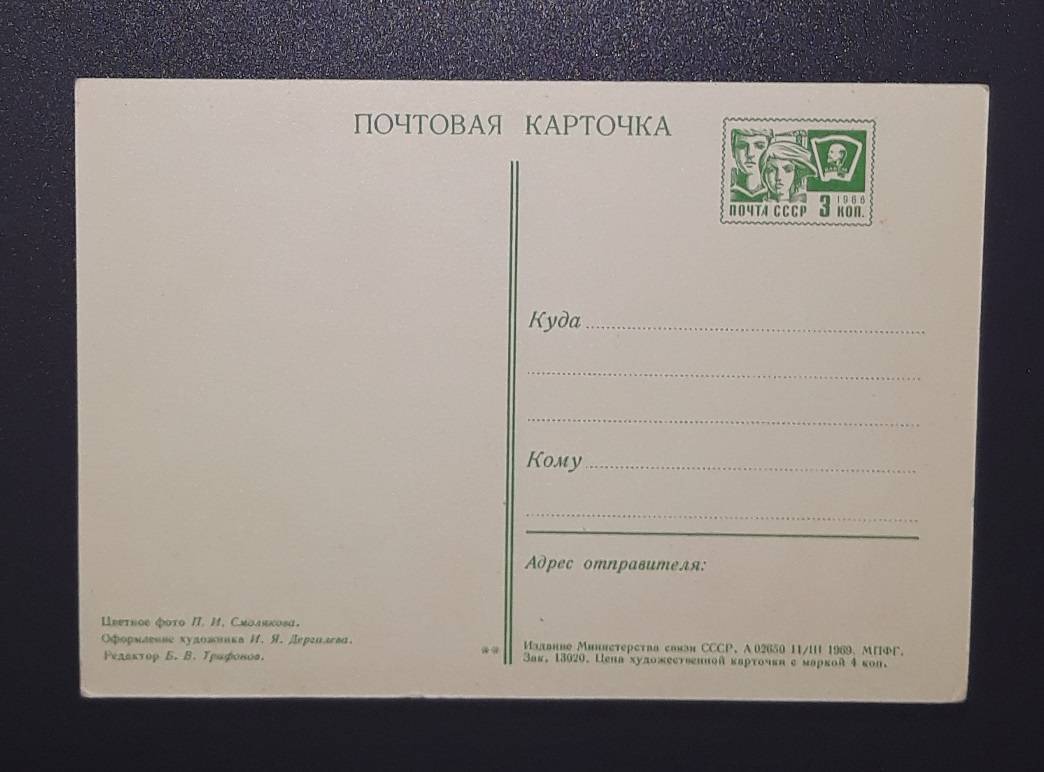 ПОЧТОВАЯ КАРТОЧКА
ПОЧТА СССР 3 1966 КОП.
Куда
Кому
Адрес отправителя:
Цветное фото П. И. Смолякова.
Оформление художника И. Я. Дергилева.
Редактор Б. В. Трифонов.
**
Издание Министерства связи СССР. А 02650 11/III 1969. МПФГ.
Зак. 13020. Цена художественной карточки с маркой 4 коп.